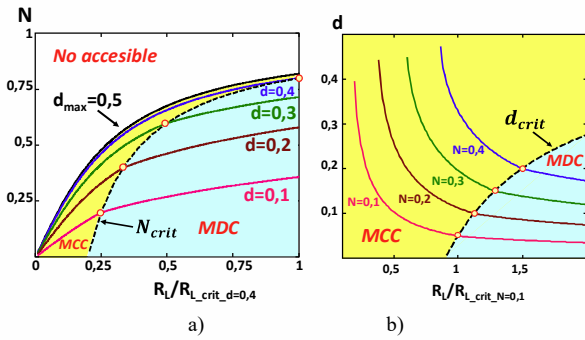 N
No accesible
0,75
0,5
0,25
0
0,25
0,5
0,75
1
d_max=0,5
d=0,4
d=0,3
d=0,2
d=0,1
N_crit
MCC
MDC
R_L/R_L_crit_d=0,4
a)
d
0,4
0,3
0,2
0,1
0,5
1
1,5
N=0,1
N=0,2
N=0,3
N=0,4
d_crit
MDC
MCC
R_L/R_L_crit_N=0,1
b)